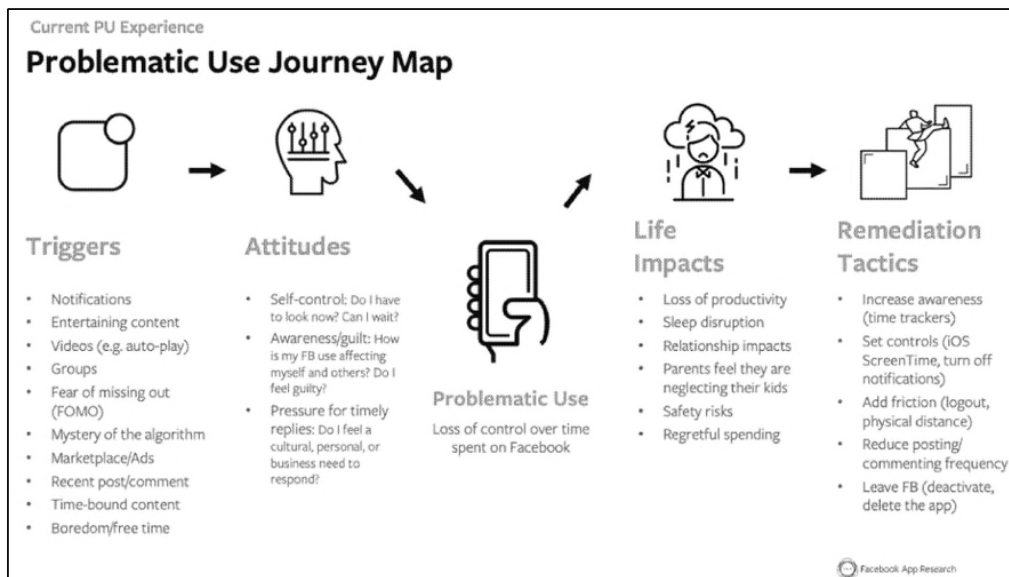 Current PU Experience
Problematic Use Journey Map
Triggers
• Notifications
• Entertaining content
• Videos (e.g. auto-play)
• Groups
• Fear of missing out
(FOMO)
• Mystery of the algorithm
• Marketplace/Ads
• Recent post/comment
• Time-bound content
• Boredom/free time
Attitudes
• Self-control: Do I have
to look now? Can I wait?
• Awareness/guilt: How
is my FB use affecting
myself and others? Do I
feel guilty?
• Pressure for timely
replies: Do I feel a
cultural, personal, or
business need to
respond?
Problematic Use
Loss of control over time
spent on Facebook
Life
Impacts
• Loss of productivity
• Sleep disruption
• Relationship impacts
• Parents feel they are
neglecting their kids
• Safety risks
• Regretful spending
Remediation
Tactics
• Increase awareness
(time trackers)
• Set controls (iOS
ScreenTime, turn off
notifications)
• Add friction (logout,
physical distance)
• Reduce posting/
commenting frequency
• Leave FB (deactivate,
delete the app)
Facebook App Research